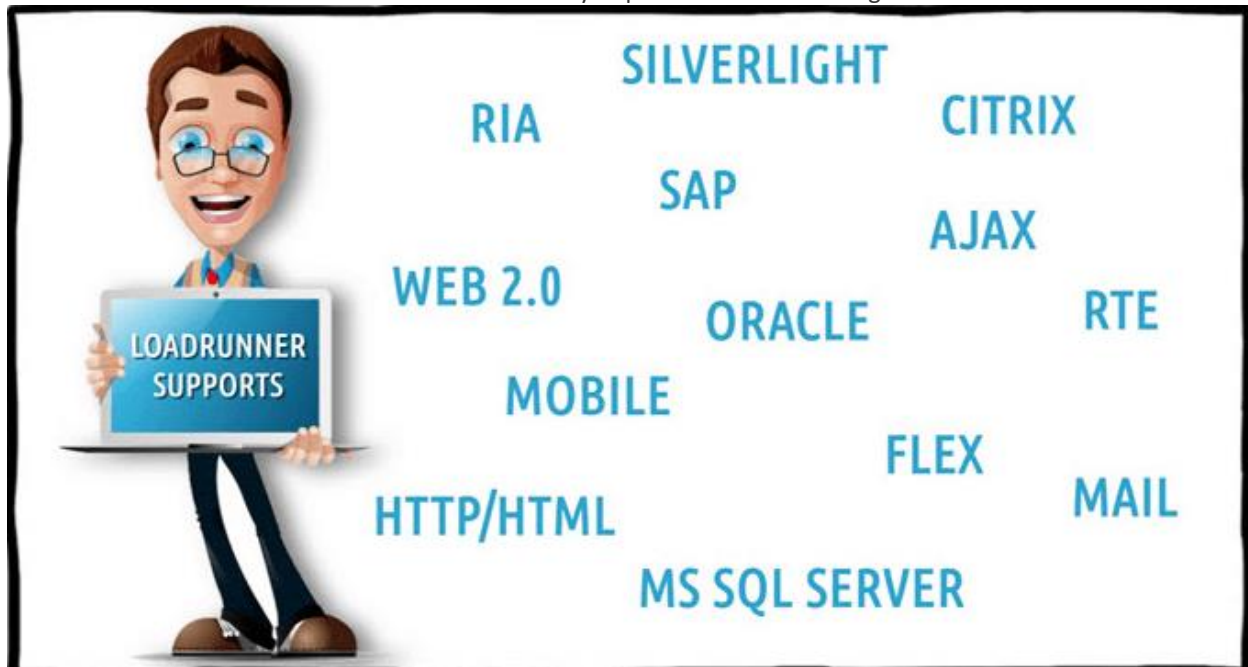 SILVERLIGHT
RIA
CITRIX
SAP
AJAX
WEB 2.0
ORACLE
RTE
LOADRUNNER
SUPPORTS
MOBILE
FLEX
MAIL
HTTP/HTML
MS SQL SERVER